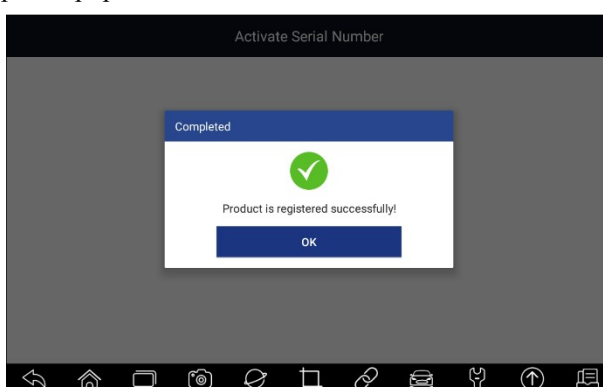 Activate Serial Number
Completed
Product is registered successfully!
OK